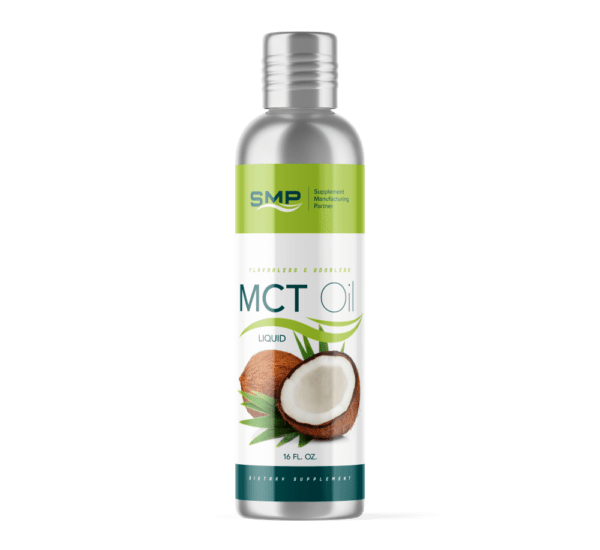 SMP
Supplement
Manufacturing
Partner
FLAVORLESS & ODORLESS
MCT Oil
LIQUID
16 FL. OZ.
DIETARY SUPPLEMENT